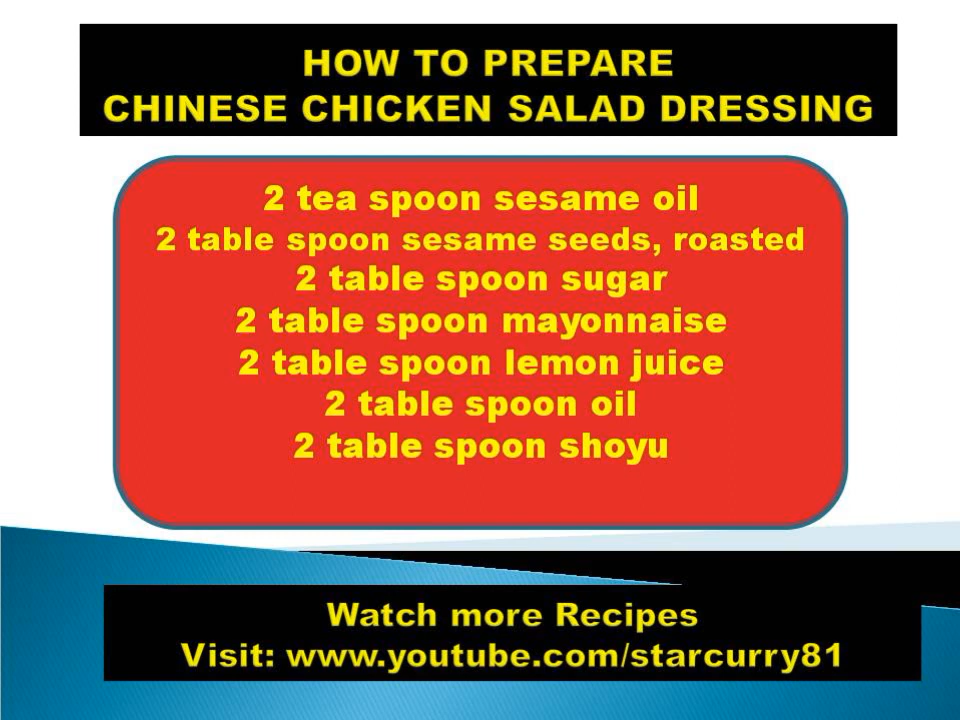 HOW TO PREPARE
CHINESE CHICKEN SALAD DRESSING
2 tea spoon sesame oil
2 table spoon sesame seeds, roasted
2 table spoon sugar
2 table spoon mayonnaise
2 table spoon lemon juice
2 table spoon oil
2 table spoon shoyu
Watch more Recipes
Visit: www.youtube.com/starcurry81